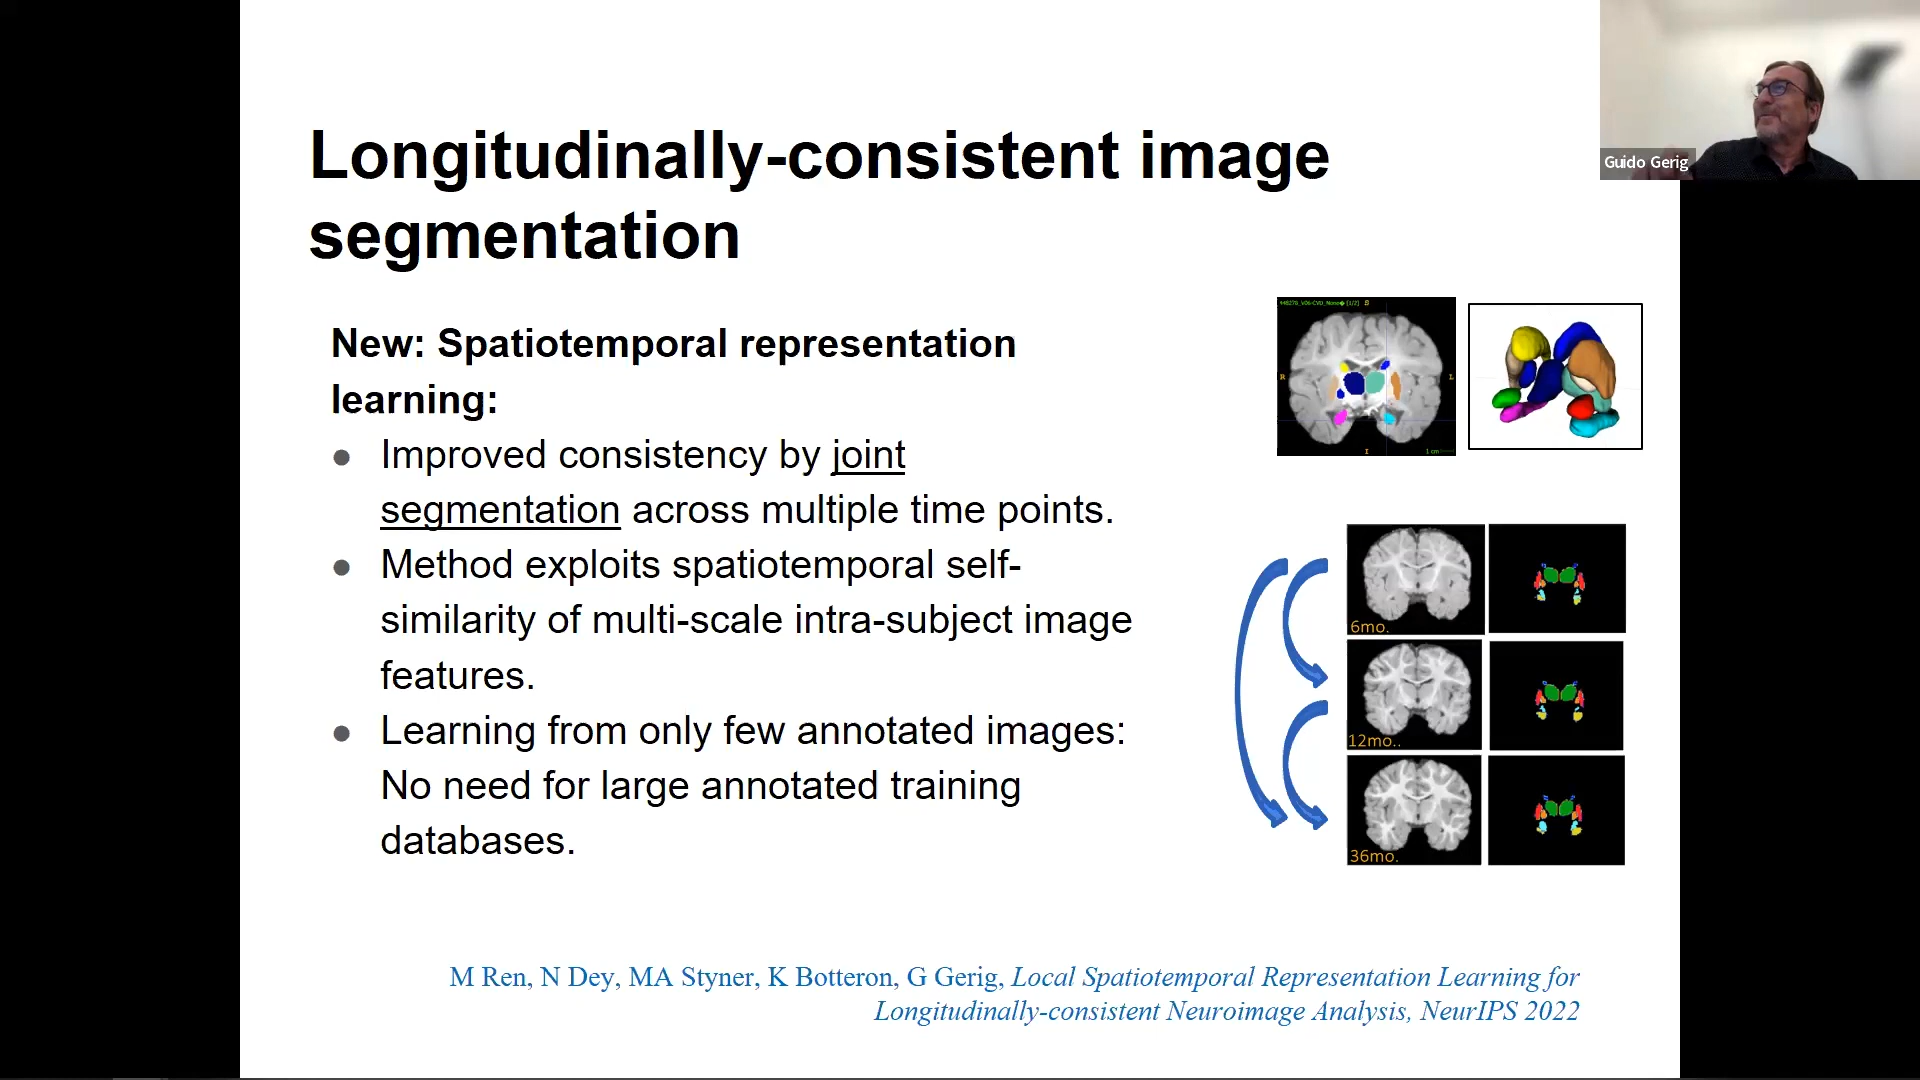 Guido Gerig
Longitudinally-consistent image
segmentation
New: Spatiotemporal representation
learning:
● Improved consistency by joint
segmentation across multiple time points.
● Method exploits spatiotemporal self-
similarity of multi-scale intra-subject image
features.
● Learning from only few annotated images:
No need for large annotated training
databases.
R
L
I
1 cm
6mo.
12mo..
36mo.
M Ren, N Dey, MA Styner, K Botteron, G Gerig, Local Spatiotemporal Representation Learning for
Longitudinally-consistent Neuroimage Analysis, NeurIPS 2022